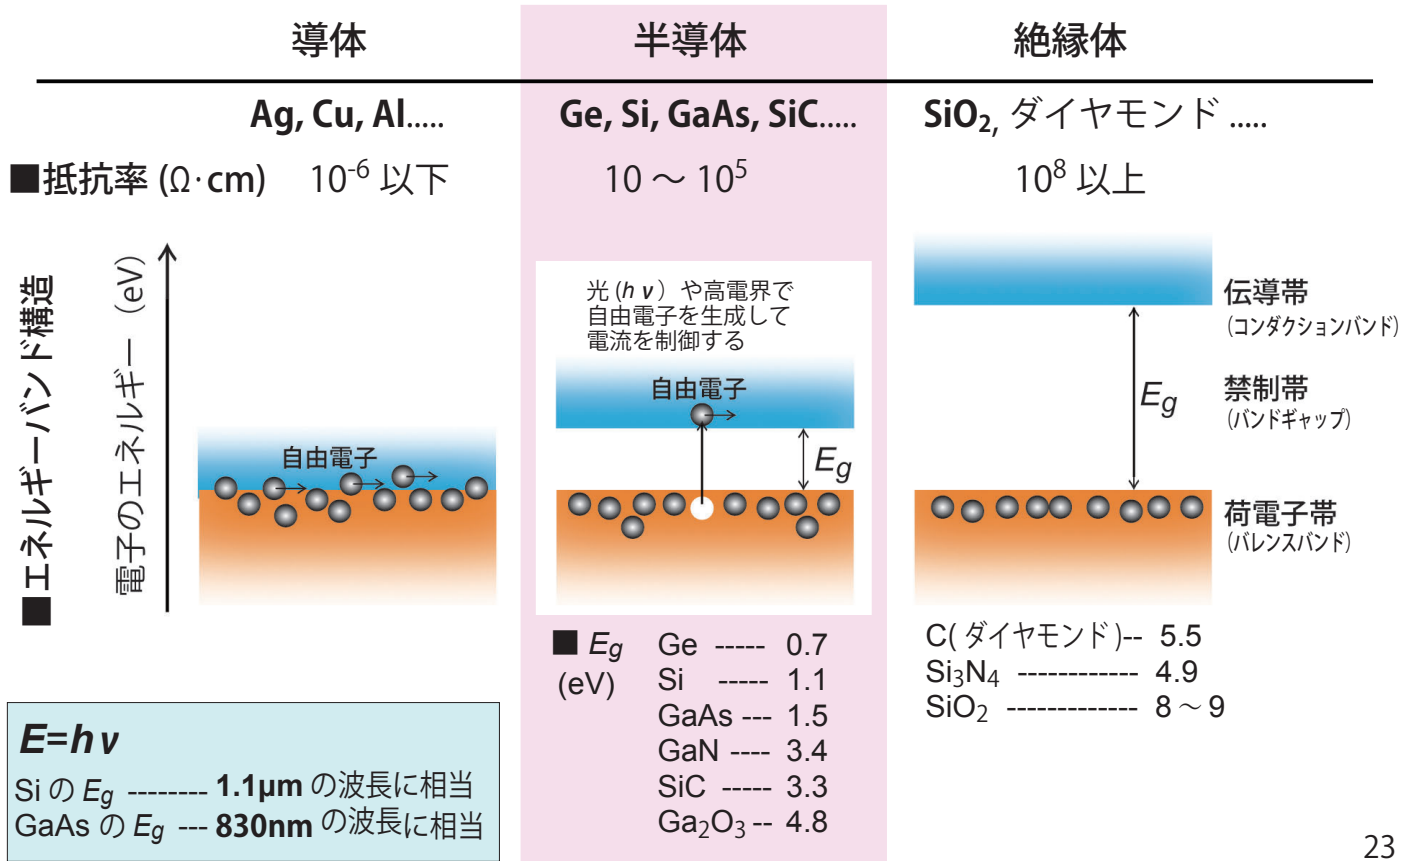 導体 半導体 絶縁体
Ag, Cu, Al..... Ge, Si, GaAs, SiC..... SiO₂, ダイヤモンド .....
■抵抗率 (Ω·cm) 10⁻⁶ 以下 10 〜 10⁵ 10⁸ 以上
■エネルギーバンド構造
電子のエネルギー (eV)
自由電子
光 (hν) や高電界で
自由電子を生成して
電流を制御する
自由電子
Eg
Eg
伝導帯
(コンダクションバンド)
禁制帯
(バンドギャップ)
荷電子帯
(バレンスバンド)
■ Eg
(eV)
Ge ----- 0.7
Si ----- 1.1
GaAs --- 1.5
GaN ---- 3.4
SiC ----- 3.3
Ga₂O₃ -- 4.8
C( ダイヤモンド )-- 5.5
Si₃N₄ ------------ 4.9
SiO₂ ------------- 8 〜 9
E=hν
Si の Eg -------- 1.1μm の波長に相当
GaAs の Eg --- 830nm の波長に相当
23